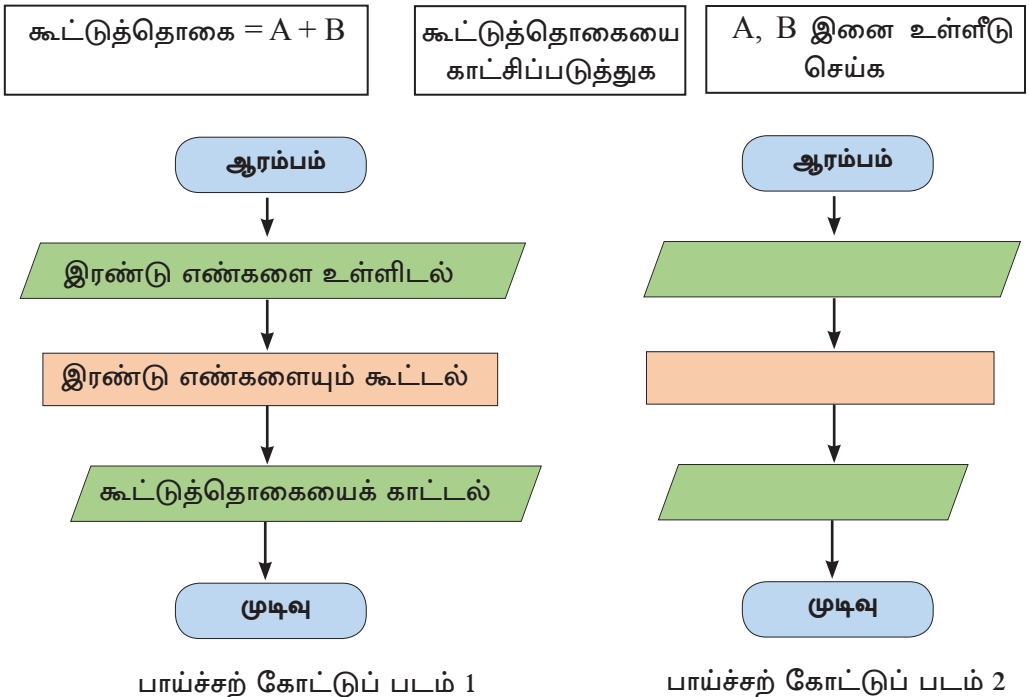 கூட்டுத்தொகை = A + B
கூட்டுத்தொகையை
காட்சிப்படுத்துக
A, B இனை உள்ளீடு
செய்க
ஆரம்பம்
இரண்டு எண்களை உள்ளிடல்
இரண்டு எண்களையும் கூட்டல்
கூட்டுத்தொகையைக் காட்டல்
முடிவு
பாய்ச்சற் கோட்டுப் படம் 1
ஆரம்பம்
முடிவு
பாய்ச்சற் கோட்டுப் படம் 2